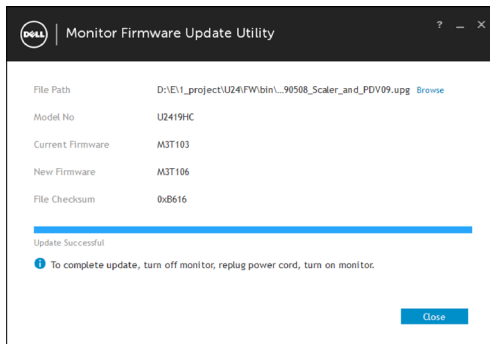 DELL Monitor Firmware Update Utility ? _ X
File Path D:\E\1_project\U24\FW\bin\...90508_Scaler_and_PDV09.upg Browse
Model No U2419HC
Current Firmware M3T103
New Firmware M3T106
File Checksum 0xB616
Update Successful
To complete update, turn off monitor, replug power cord, turn on monitor.
Close